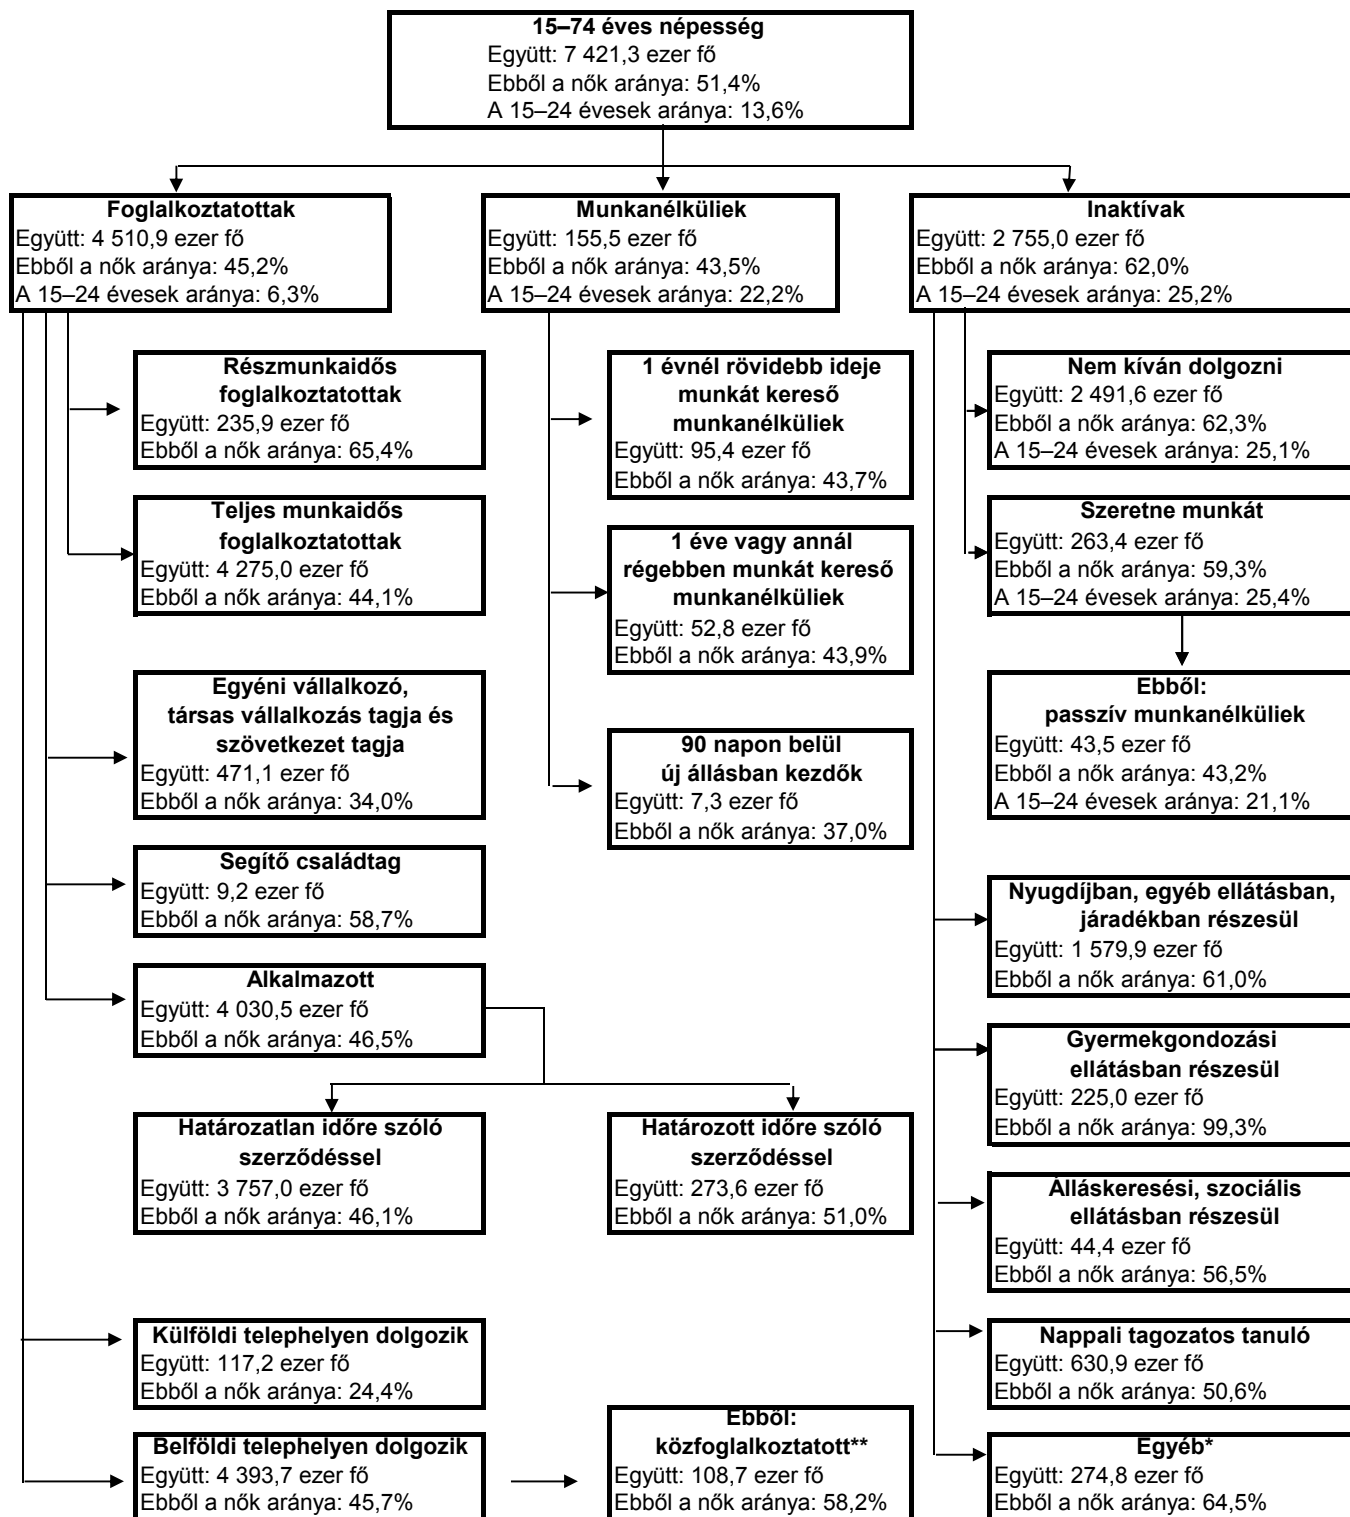 15–74 éves népesség
Együtt: 7 421,3 ezer fő
Ebből a nők aránya: 51,4%
A 15–24 évesek aránya: 13,6%
Foglalkoztatottak
Együtt: 4 510,9 ezer fő
Ebből a nők aránya: 45,2%
A 15–24 évesek aránya: 6,3%
Munkanélküliek
Együtt: 155,5 ezer fő
Ebből a nők aránya: 43,5%
A 15–24 évesek aránya: 22,2%
Inaktívak
Együtt: 2 755,0 ezer fő
Ebből a nők aránya: 62,0%
A 15–24 évesek aránya: 25,2%
Részmunkaidős
foglalkoztatottak
Együtt: 235,9 ezer fő
Ebből a nők aránya: 65,4%
Teljes munkaidős
foglalkoztatottak
Együtt: 4 275,0 ezer fő
Ebből a nők aránya: 44,1%
Egyéni vállalkozó,
társas vállalkozás tagja és
szövetkezet tagja
Együtt: 471,1 ezer fő
Ebből a nők aránya: 34,0%
Segítő családtag
Együtt: 9,2 ezer fő
Ebből a nők aránya: 58,7%
Alkalmazott
Együtt: 4 030,5 ezer fő
Ebből a nők aránya: 46,5%
Határozatlan időre szóló
szerződéssel
Együtt: 3 757,0 ezer fő
Ebből a nők aránya: 46,1%
Határozott időre szóló
szerződéssel
Együtt: 273,6 ezer fő
Ebből a nők aránya: 51,0%
Külföldi telephelyen dolgozik
Együtt: 117,2 ezer fő
Ebből a nők aránya: 24,4%
Belföldi telephelyen dolgozik
Együtt: 4 393,7 ezer fő
Ebből a nők aránya: 45,7%
Ebből:
közfoglalkoztatott**
Együtt: 108,7 ezer fő
Ebből a nők aránya: 58,2%
1 évnél rövidebb ideje
munkát kereső
munkanélküliek
Együtt: 95,4 ezer fő
Ebből a nők aránya: 43,7%
1 éve vagy annál
régebben munkát kereső
munkanélküliek
Együtt: 52,8 ezer fő
Ebből a nők aránya: 43,9%
90 napon belül
új állásban kezdők
Együtt: 7,3 ezer fő
Ebből a nők aránya: 37,0%
Nem kíván dolgozni
Együtt: 2 491,6 ezer fő
Ebből a nők aránya: 62,3%
A 15–24 évesek aránya: 25,1%
Szeretne munkát
Együtt: 263,4 ezer fő
Ebből a nők aránya: 59,3%
A 15–24 évesek aránya: 25,4%
Ebből:
passzív munkanélküliek
Együtt: 43,5 ezer fő
Ebből a nők aránya: 43,2%
A 15–24 évesek aránya: 21,1%
Nyugdíjban, egyéb ellátásban,
járadékban részesül
Együtt: 1 579,9 ezer fő
Ebből a nők aránya: 61,0%
Gyermekgondozási
ellátásban részesül
Együtt: 225,0 ezer fő
Ebből a nők aránya: 99,3%
Álláskeresési, szociális
ellátásban részesül
Együtt: 44,4 ezer fő
Ebből a nők aránya: 56,5%
Nappali tagozatos tanuló
Együtt: 630,9 ezer fő
Ebből a nők aránya: 50,6%
Egyéb*
Együtt: 274,8 ezer fő
Ebből a nők aránya: 64,5%